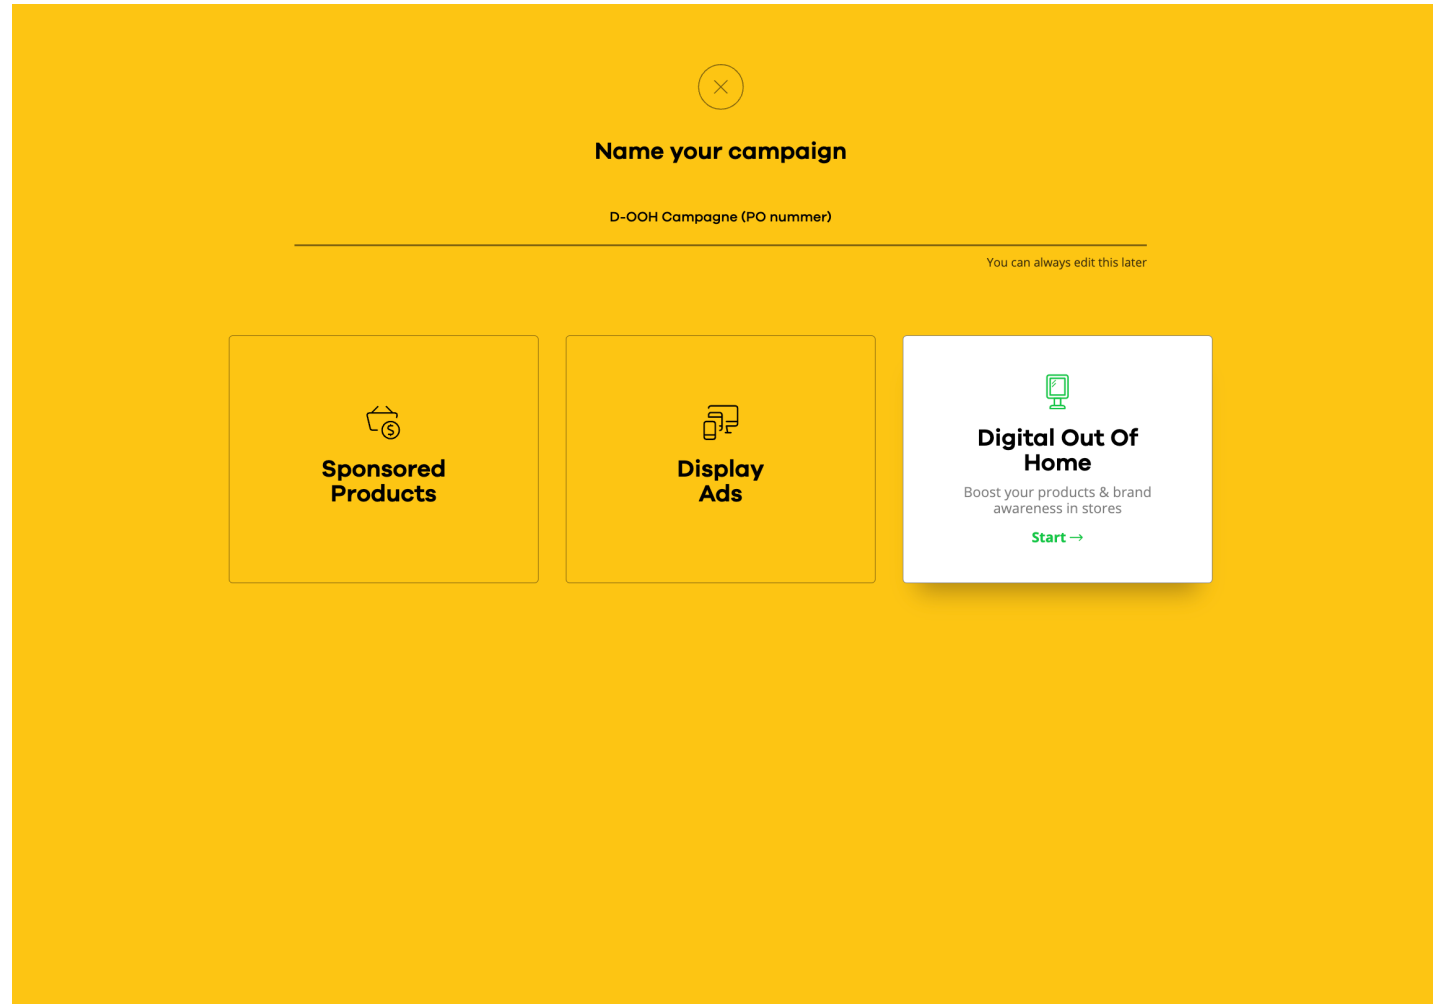 Name your campaign
D-OOH Campagne (PO nummer)
You can always edit this later
Sponsored
Products
Display
Ads
Digital Out Of
Home
Boost your products & brand
awareness in stores
Start →